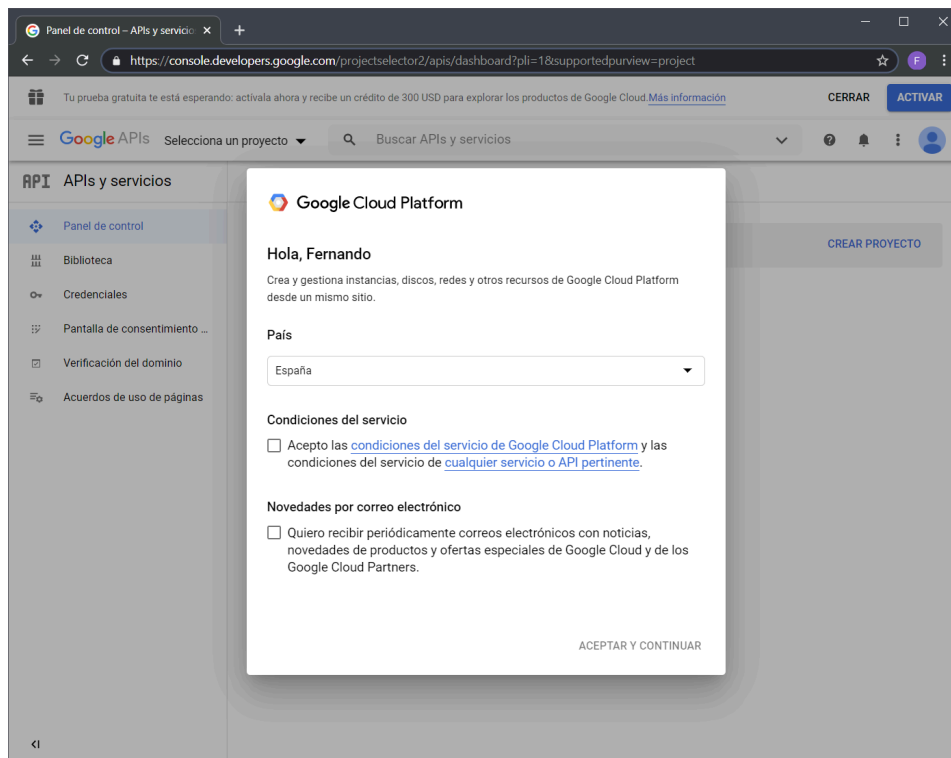 Panel de control – APIs y servicio
https://console.developers.google.com/projectselector2/apis/dashboard?pli=1&supportedpurview=project
F
Tu prueba gratuita te está esperando: actívala ahora y recibe un crédito de 300 USD para explorar los productos de Google Cloud.Más información
CERRAR
ACTIVAR
Google APIs
Selecciona un proyecto
Buscar APIs y servicios
API
APIs y servicios
Panel de control
Biblioteca
Credenciales
Pantalla de consentimiento ...
Verificación del dominio
Acuerdos de uso de páginas
CREAR PROYECTO
Google Cloud Platform
Hola, Fernando
Crea y gestiona instancias, discos, redes y otros recursos de Google Cloud Platform
desde un mismo sitio.
País
España
Condiciones del servicio
Acepto las condiciones del servicio de Google Cloud Platform y las
condiciones del servicio de cualquier servicio o API pertinente.
Novedades por correo electrónico
Quiero recibir periódicamente correos electrónicos con noticias,
novedades de productos y ofertas especiales de Google Cloud y de los
Google Cloud Partners.
ACEPTAR Y CONTINUAR